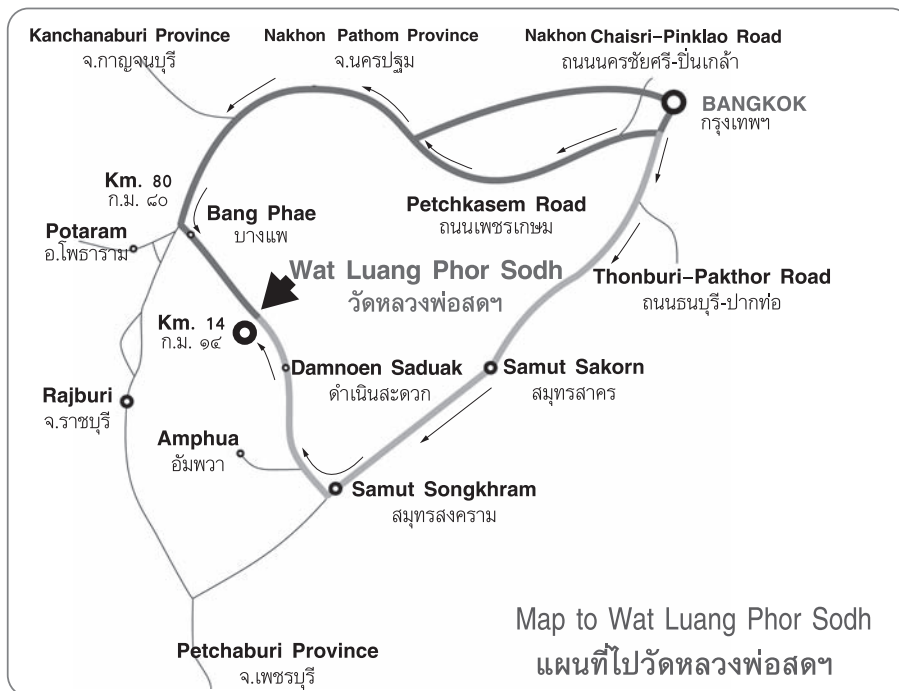 Kanchanaburi Province
จ.กาญจนบุรี
Nakhon Pathom Province
จ.นครปฐม
Nakhon Chaisri-Pinklao Road
ถนนนครชัยศรี-ปิ่นเกล้า
BANGKOK
กรุงเทพฯ
Km. 80
ก.ม. ๘๐
Bang Phae
บางแพ
Petchkasem Road
ถนนเพชรเกษม
Potaram
อ.โพธาราม
Wat Luang Phor Sodh
วัดหลวงพ่อสดฯ
Thonburi-Pakthor Road
ถนนธนบุรี-ปากท่อ
Km. 14
ก.ม. ๑๔
Damnoen Saduak
ดำเนินสะดวก
Samut Sakorn
สมุทรสาคร
Rajburi
จ.ราชบุรี
Amphua
อัมพวา
Samut Songkhram
สมุทรสงคราม
Petchaburi Province
จ.เพชรบุรี
Map to Wat Luang Phor Sodh
แผนที่ไปวัดหลวงพ่อสดฯ